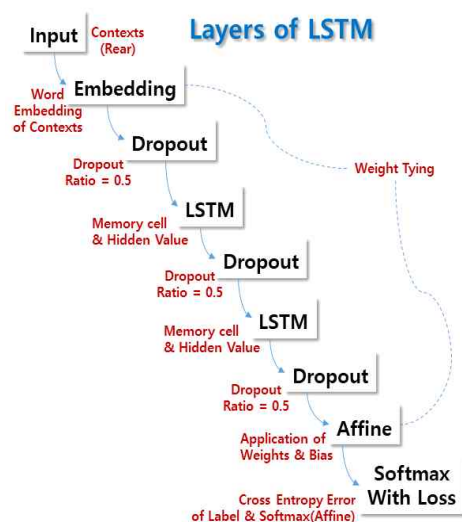 Layers of LSTM
Input
Contexts
(Rear)
Embedding
Word
Embedding
of Contexts
Dropout
Dropout
Ratio = 0.5
Weight Tying
LSTM
Memory cell
& Hidden Value
Dropout
Dropout
Ratio = 0.5
LSTM
Memory cell
& Hidden Value
Dropout
Dropout
Ratio = 0.5
Affine
Application of
Weights & Bias
Softmax
With Loss
Cross Entropy Error
of Label & Softmax(Affine)